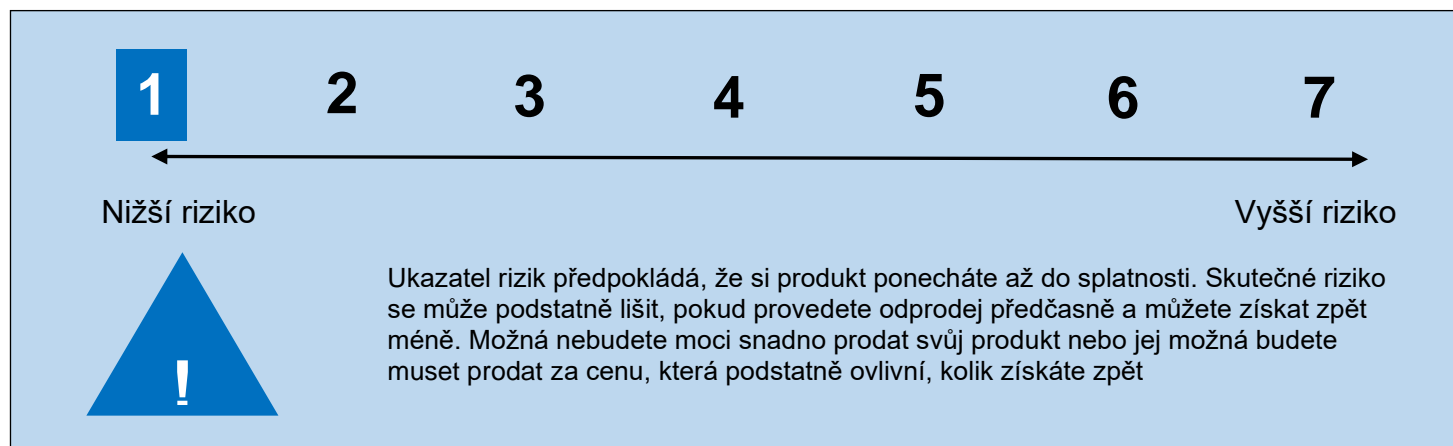 1 2 3 4 5 6 7
Nižší riziko Vyšší riziko
Ukazatel rizik předpokládá, že si produkt ponecháte až do splatnosti. Skutečné riziko
se může podstatně lišit, pokud provedete odprodej předčasně a můžete získat zpět
méně. Možná nebudete moci snadno prodat svůj produkt nebo jej možná budete
muset prodat za cenu, která podstatně ovlivní, kolik získáte zpět
!